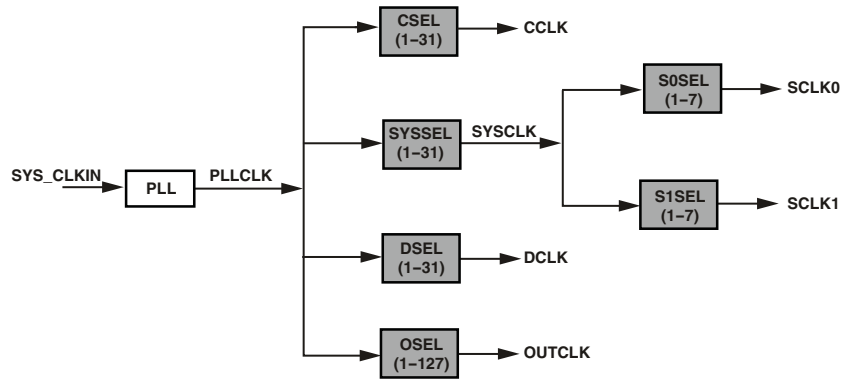 SYS_CLKIN
PLL
PLLCLK
CSEL
(1–31)
CCLK
SYSSEL
(1–31)
SYSCLK
S0SEL
(1–7)
SCLK0
S1SEL
(1–7)
SCLK1
DSEL
(1–31)
DCLK
OSEL
(1–127)
OUTCLK